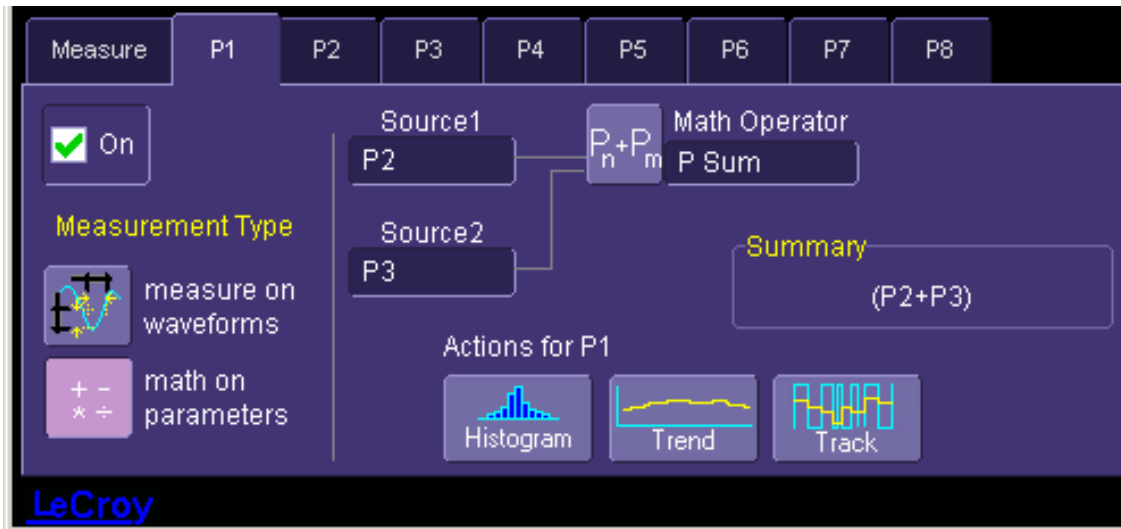 Measure P1 P2 P3 P4 P5 P6 P7 P8
On
Source1
P2
Pn+Pm
Math Operator
P Sum
Measurement Type
Source2
P3
measure on
waveforms
Summary
(P2+P3)
math on
parameters
+ -
* ÷
Actions for P1
Histogram
Trend
Track
LeCroy